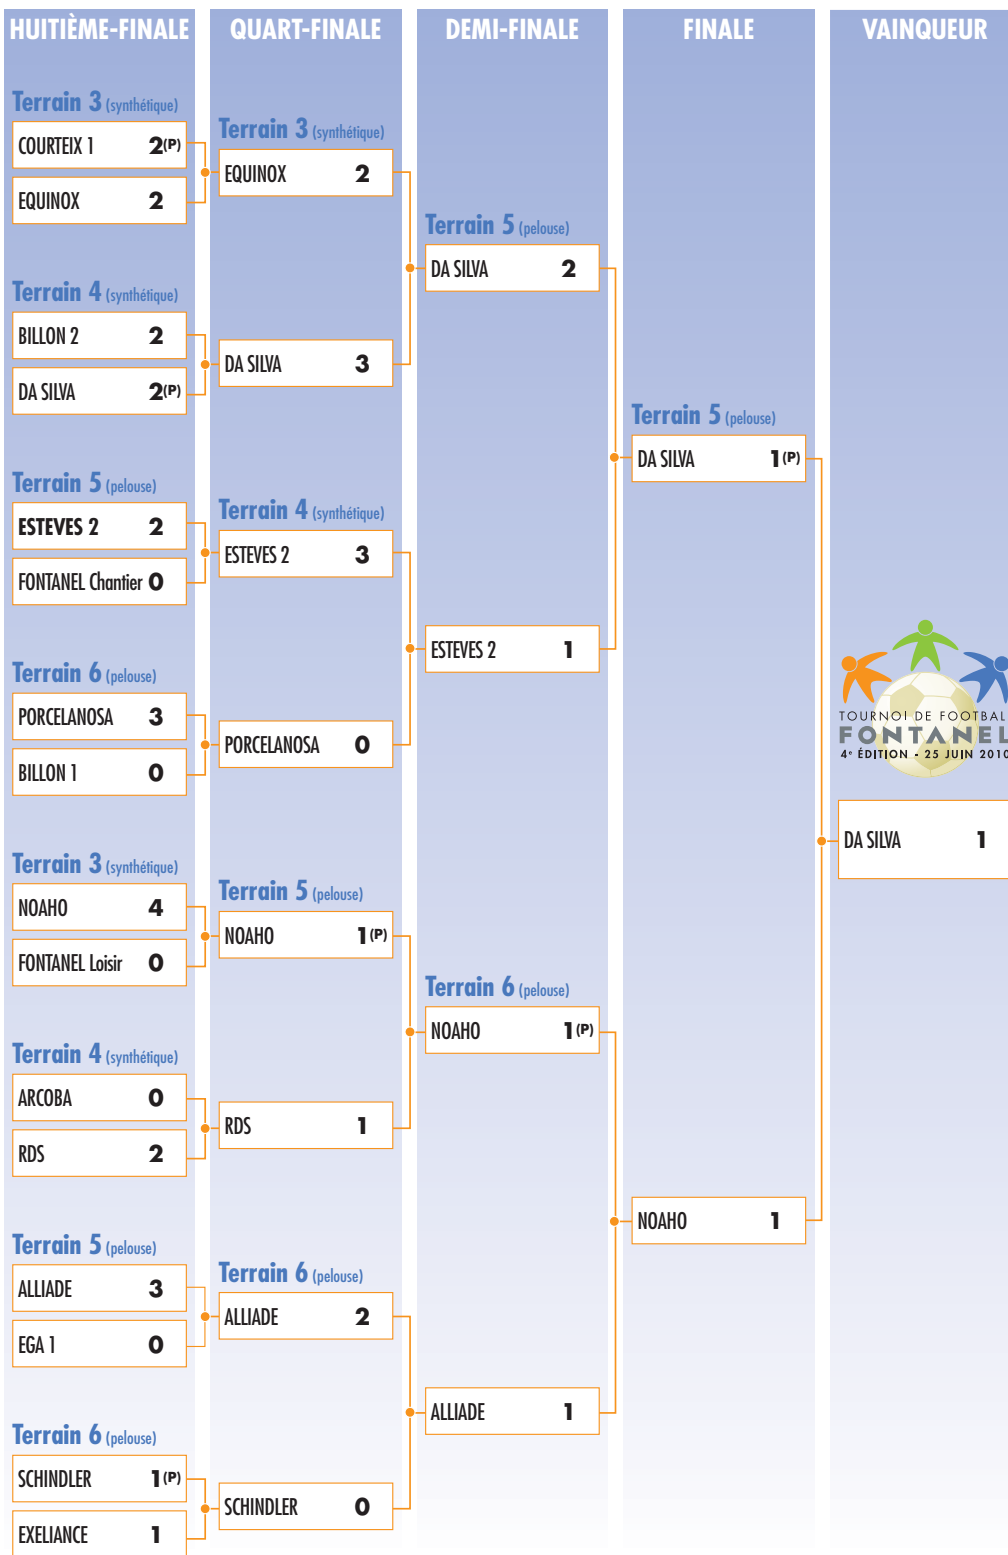 HUITIÈME-FINALE
Terrain 3 (synthétique)
COURTEIX 1 2(P)
EQUINOX 2
Terrain 4 (synthétique)
BILLON 2 2
DA SILVA 2(P)
Terrain 5 (pelouse)
ESTEVES 2 2
FONTANEL Chantier 0
Terrain 6 (pelouse)
PORCELANOSA 3
BILLON 1 0
Terrain 3 (synthétique)
NOAHO 4
FONTANEL Loisir 0
Terrain 4 (synthétique)
ARCOBA 0
RDS 2
Terrain 5 (pelouse)
ALLIADE 3
EGA 1 0
Terrain 6 (pelouse)
SCHINDLER 1(P)
EXELIANCE 1
QUART-FINALE
Terrain 3 (synthétique)
EQUINOX 2
DA SILVA 3
Terrain 4 (synthétique)
ESTEVES 2 3
PORCELANOSA 0
Terrain 5 (pelouse)
NOAHO 1(P)
RDS 1
Terrain 6 (pelouse)
ALLIADE 2
SCHINDLER 0
DEMI-FINALE
Terrain 5 (pelouse)
DA SILVA 2
ESTEVES 2 1
Terrain 6 (pelouse)
NOAHO 1(P)
ALLIADE 1
FINALE
Terrain 5 (pelouse)
DA SILVA 1(P)
NOAHO 1
VAINQUEUR
TOURNOI DE FOOTBAL
FONTANEL
4e ÉDITION - 25 JUIN 2010
DA SILVA 1